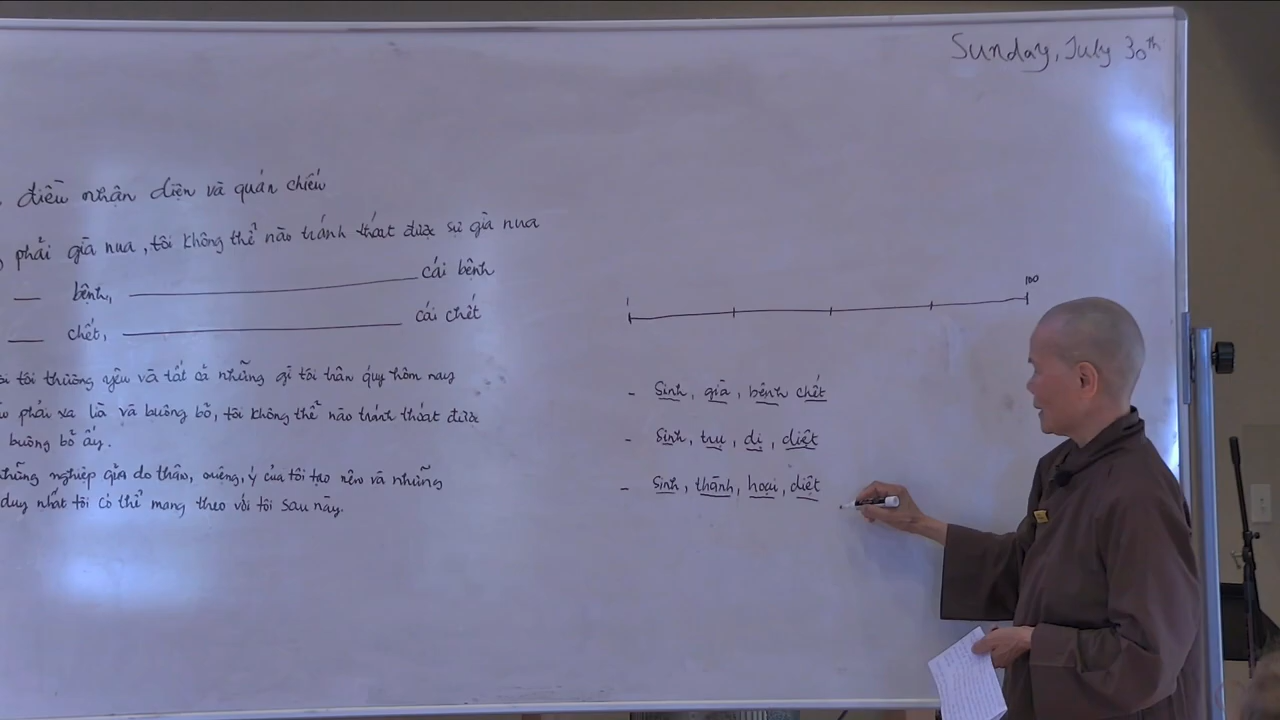 Sunday, July 30th
điều nhận diện và quán chiếu
phải già nua, tôi không thể nào tránh thoát được sự già nua
bệnh, cái bệnh
chết, cái chết
tôi thương yêu và tất cả những gì tôi trân quý hôm nay
phải xa lìa và buông bỏ, tôi không thể nào tránh thoát được
buông bỏ ấy.
những nghiệp quả do thân, miệng, ý của tôi tạo nên và những
duy nhất tôi có thể mang theo với tôi sau này.
1 100
- Sinh, già, bệnh chết
- Sinh, trụ, dị, diệt
- Sinh, thành, hoại, diệt